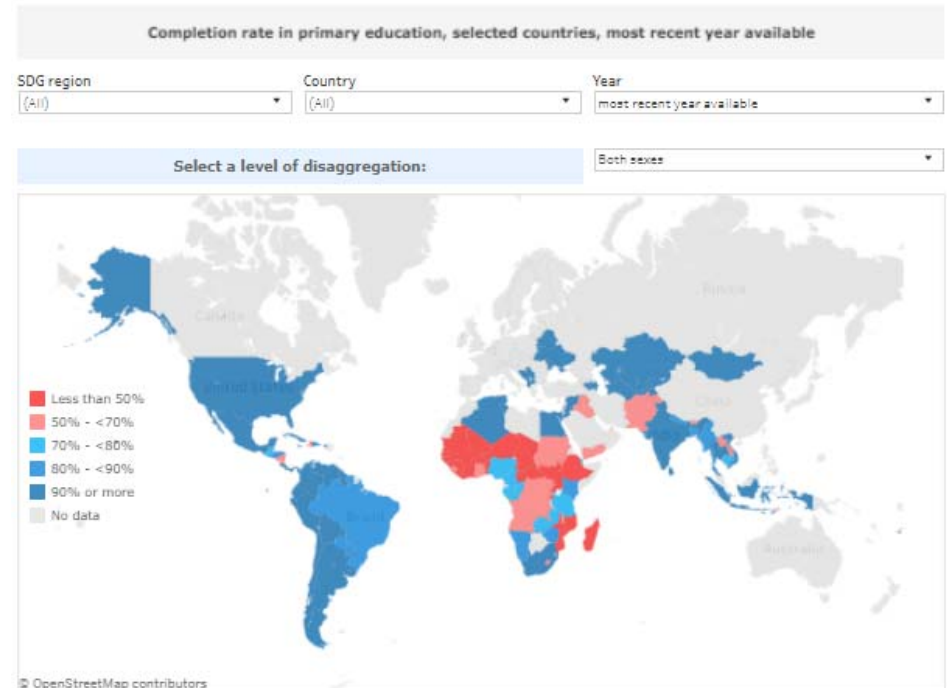 Completion rate in primary education, selected countries, most recent year available
SDG region
Country
Year
(All)
(All)
most recent year available
Select a level of disaggregation:
Both sexes
Canada
Russia
United States
China
India
Brazil
Australia
Less than 50%
50% - <70%
70% - <80%
80% - <90%
90% or more
No data
© OpenStreetMap contributors